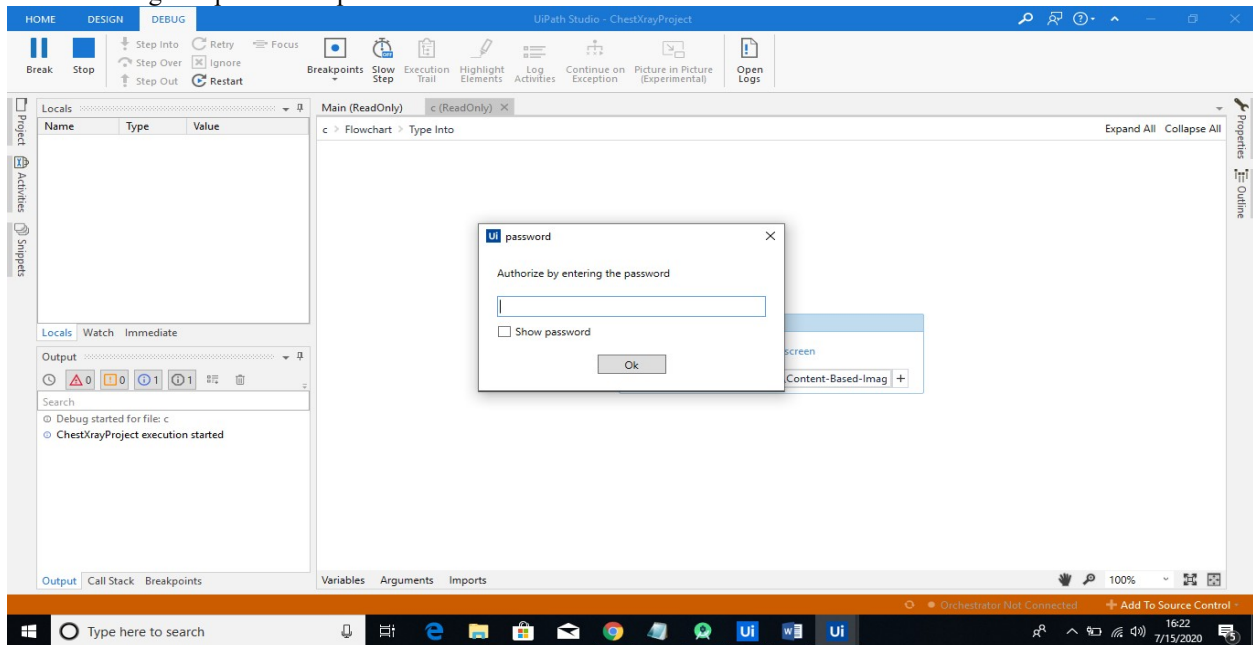 HOME DESIGN DEBUG UiPath Studio - ChestXrayProject
Break Stop
Step Into Retry Focus
Step Over Ignore
Step Out Restart
Breakpoints Slow Step Execution Trail Highlight Elements Log Activities Continue on Exception Picture in Picture (Experimental) Open Logs
Project
Activities
Snippets
Locals
Name Type Value
Locals Watch Immediate
Output
0 0 1 1
Search
Debug started for file: c
ChestXrayProject execution started
Output Call Stack Breakpoints
Main (ReadOnly) c (ReadOnly)
c > Flowchart > Type Into Expand All Collapse All
Ui password
Authorize by entering the password
Show password
Ok
screen
.Content-Based-Imag +
Variables Arguments Imports 100%
Properties
Outline
Orchestrator Not Connected + Add To Source Control
Type here to search
Ui Ui
16:22
7/15/2020
5